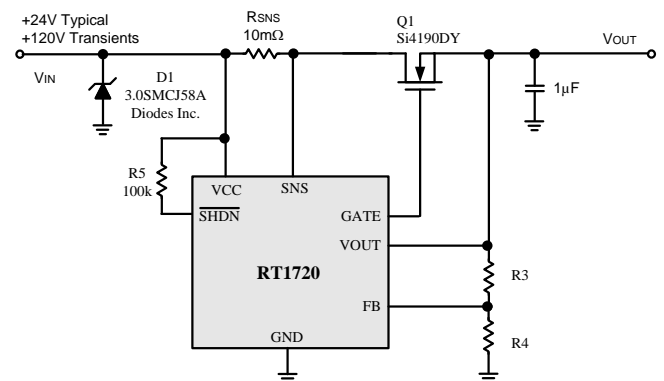 +24V Typical
+120V Transients
RSNS
10mΩ
Q1
Si4190DY
VOUT
VIN
D1
3.0SMCJ58A
Diodes Inc.
1μF
R5
100k
VCC
SNS
SHDN
GATE
VOUT
RT1720
R3
FB
GND
R4